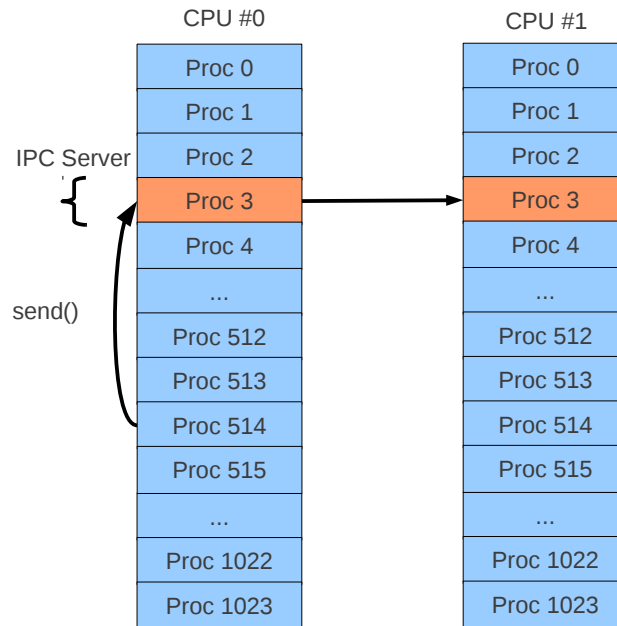 CPU #0
Proc 0
Proc 1
Proc 2
Proc 3
Proc 4
...
Proc 512
Proc 513
Proc 514
Proc 515
...
Proc 1022
Proc 1023
IPC Server
send()
CPU #1
Proc 0
Proc 1
Proc 2
Proc 3
Proc 4
...
Proc 512
Proc 513
Proc 514
Proc 515
...
Proc 1022
Proc 1023